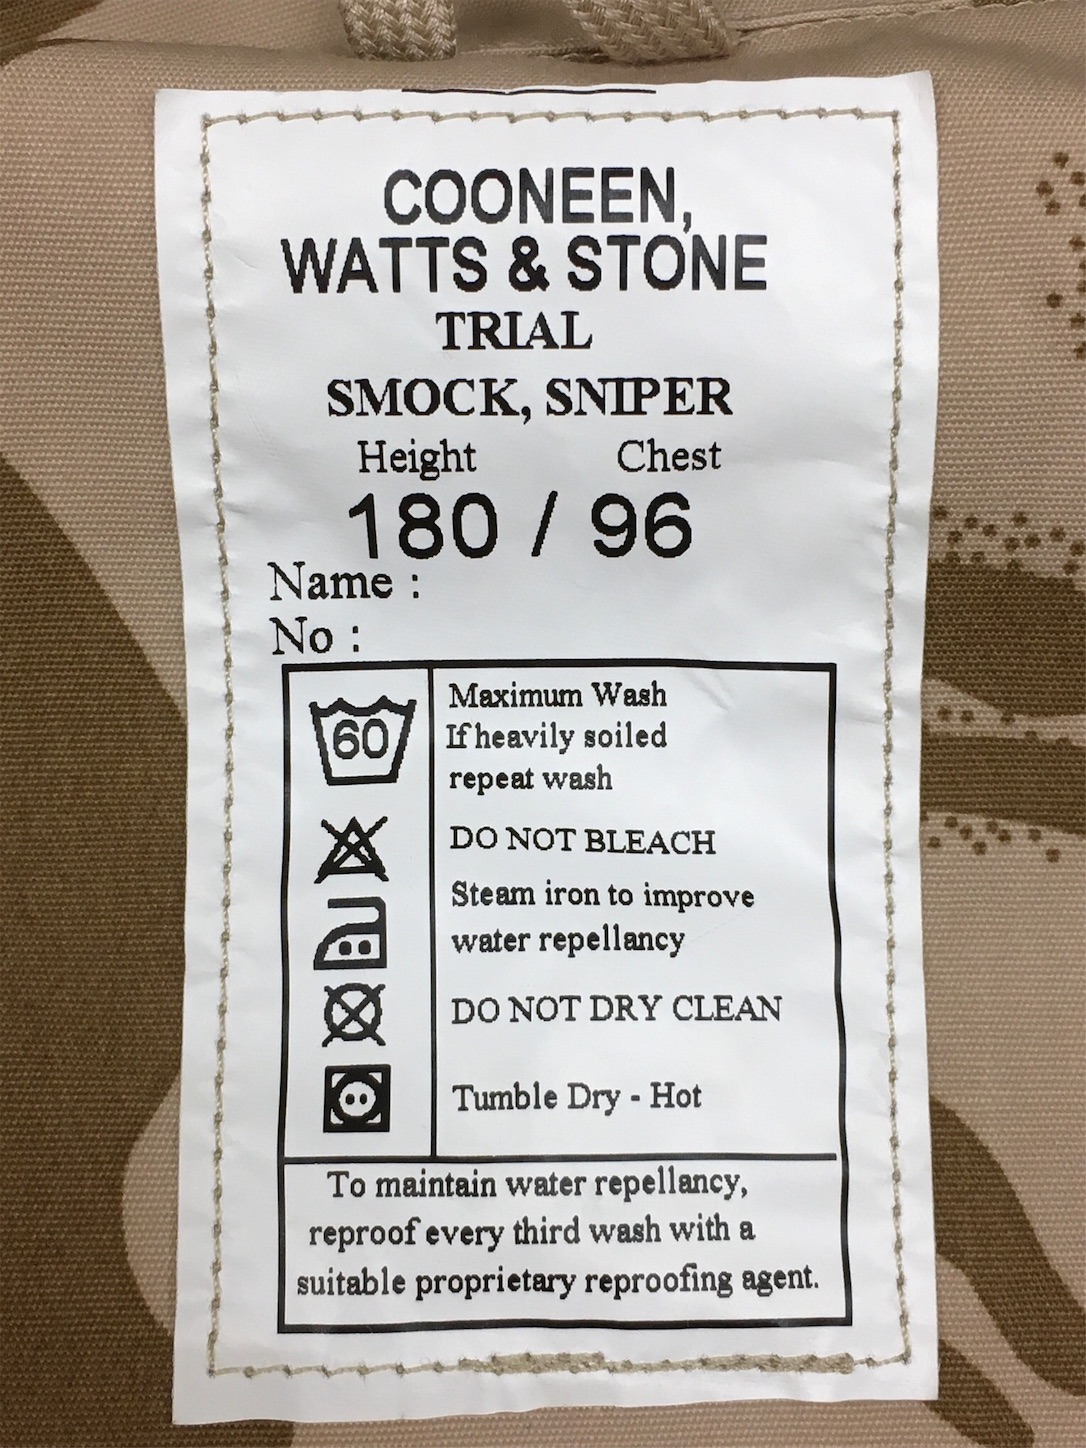 COONEEN,
WATTS & STONE
TRIAL
SMOCK, SNIPER
Height Chest
180 / 96
Name :
No :
60
Maximum Wash
If heavily soiled
repeat wash
DO NOT BLEACH
Steam iron to improve
water repellancy
DO NOT DRY CLEAN
Tumble Dry - Hot
To maintain water repellancy,
reproof every third wash with a
suitable proprietary reproofing agent.